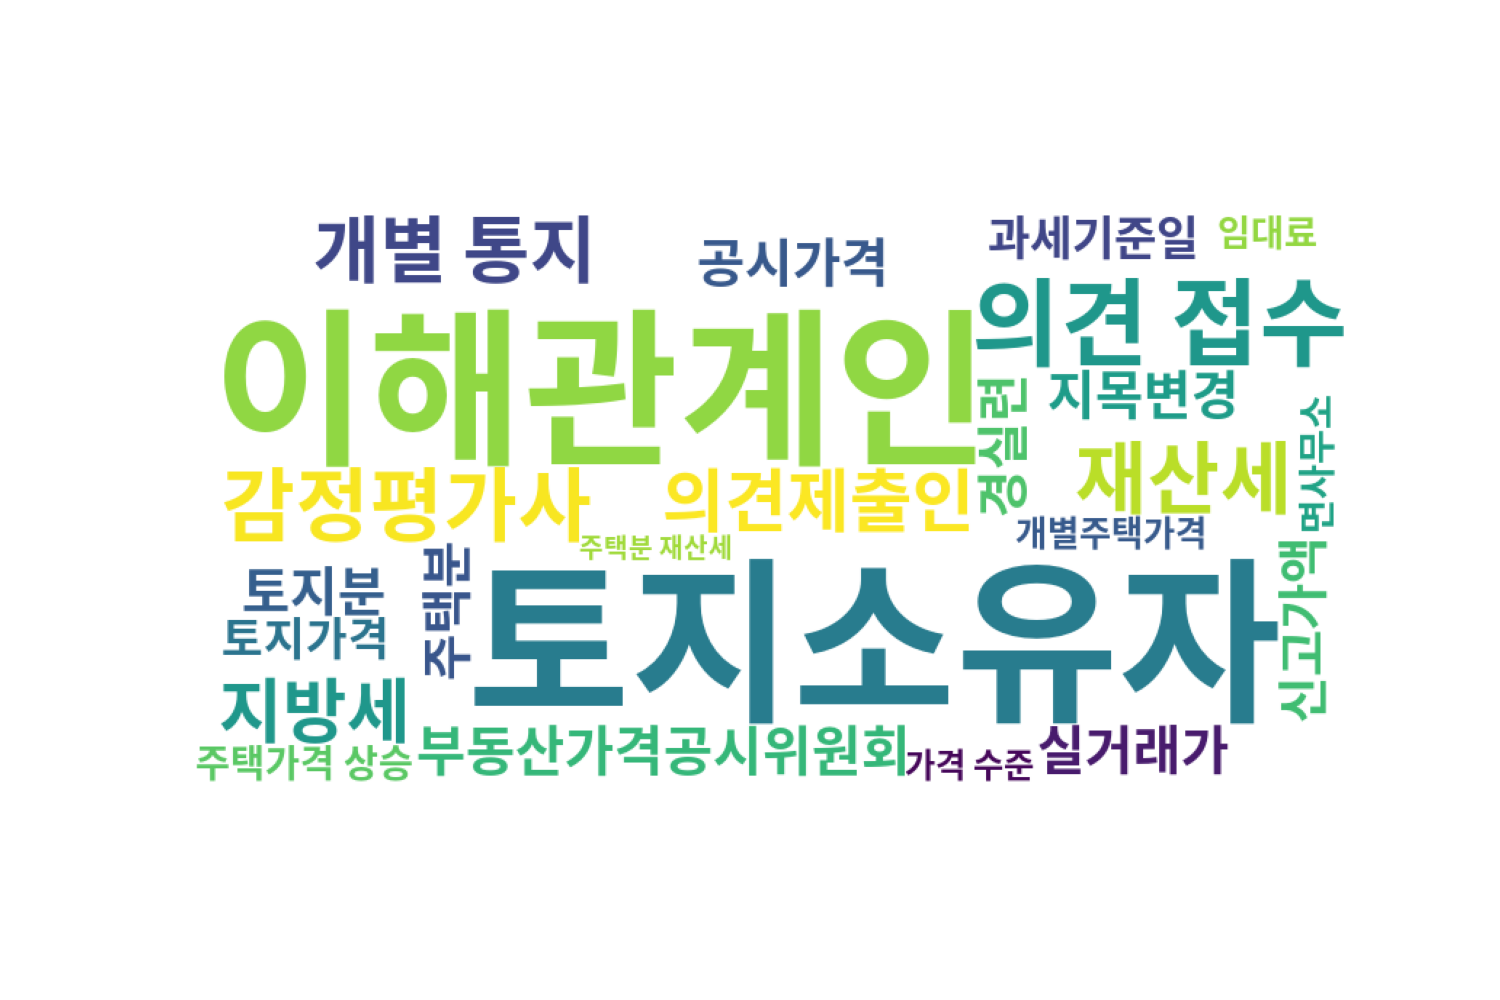 개별 통지
공시가격
과세기준일
임대료
이해관계인
의견 접수
지목변경
경실련
면사무소
재산세
감정평가사
의견제출인
개별주택가격
주택분 재산세
신고가액
토지분
주택분
토지소유자
토지가격
지방세
부동산가격공시위원회
실거래가
주택가격 상승
가격 수준